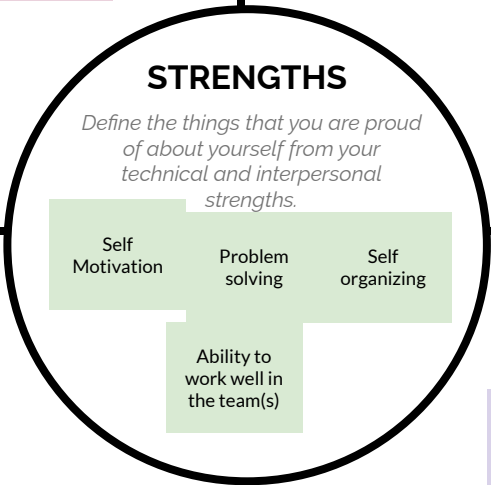 STRENGTHS
Define the things that you are proud
of about yourself from your
technical and interpersonal
strengths.
Self
Motivation
Problem
solving
Self
organizing
Ability to
work well in
the team(s)